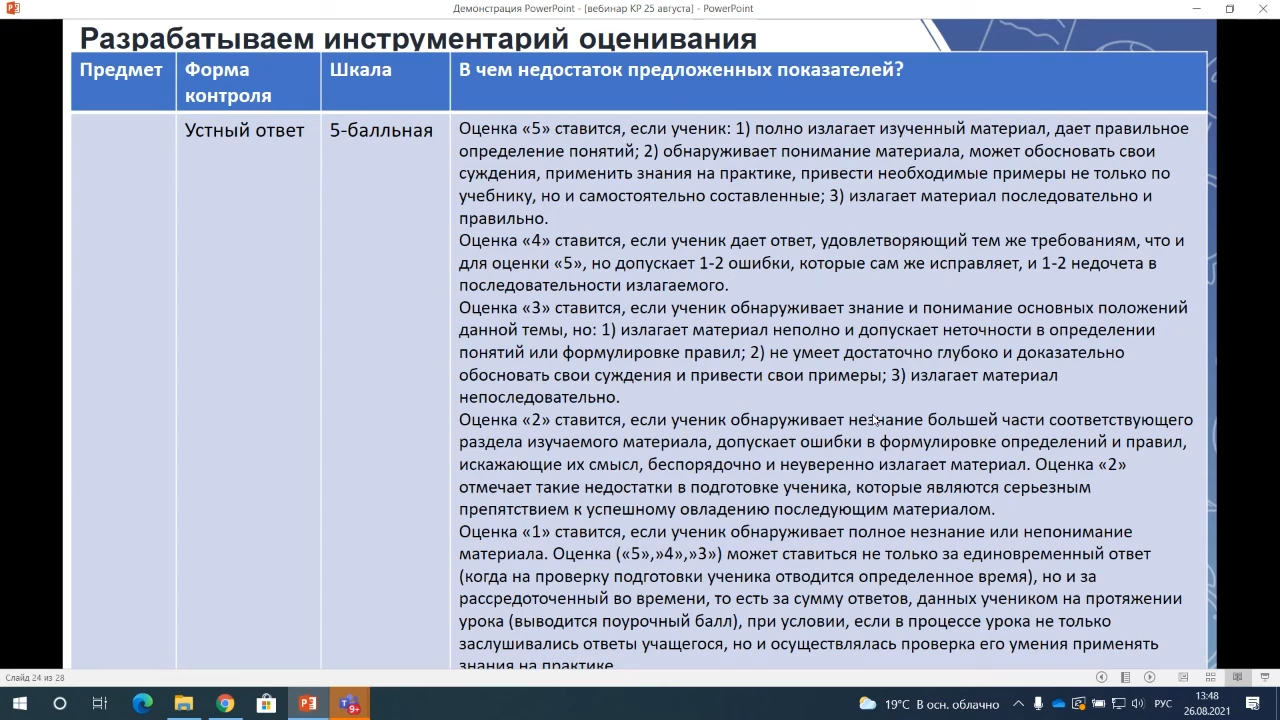 Демонстрация PowerPoint - [вебинар КР 25 августа] - PowerPoint
Разрабатываем инструментарий оценивания
Предмет
Форма
контроля
Шкала
В чем недостаток предложенных показателей?
Устный ответ
5-балльная
Оценка «5» ставится, если ученик: 1) полно излагает изученный материал, дает правильное
определение понятий; 2) обнаруживает понимание материала, может обосновать свои
суждения, применить знания на практике, привести необходимые примеры не только по
учебнику, но и самостоятельно составленные; 3) излагает материал последовательно и
правильно.
Оценка «4» ставится, если ученик дает ответ, удовлетворяющий тем же требованиям, что и
для оценки «5», но допускает 1-2 ошибки, которые сам же исправляет, и 1-2 недочета в
последовательности излагаемого.
Оценка «3» ставится, если ученик обнаруживает знание и понимание основных положений
данной темы, но: 1) излагает материал неполно и допускает неточности в определении
понятий или формулировке правил; 2) не умеет достаточно глубоко и доказательно
обосновать свои суждения и привести свои примеры; 3) излагает материал
непоследовательно.
Оценка «2» ставится, если ученик обнаруживает незнание большей части соответствующего
раздела изучаемого материала, допускает ошибки в формулировке определений и правил,
искажающие их смысл, беспорядочно и неуверенно излагает материал. Оценка «2»
отмечает такие недостатки в подготовке ученика, которые являются серьезным
препятствием к успешному овладению последующим материалом.
Оценка «1» ставится, если ученик обнаруживает полное незнание или непонимание
материала. Оценка («5»,»4»,»3») может ставиться не только за единовременный ответ
(когда на проверку подготовки ученика отводится определенное время), но и за
рассредоточенный во времени, то есть за сумму ответов, данных учеником на протяжении
урока (выводится поурочный балл), при условии, если в процессе урока не только
заслушивались ответы учащегося, но и осуществлялась проверка его умения применять
знания на практике.
Слайд 24 из 28
9+
19°C В осн. облачно
РУС
13:48
26.08.2021